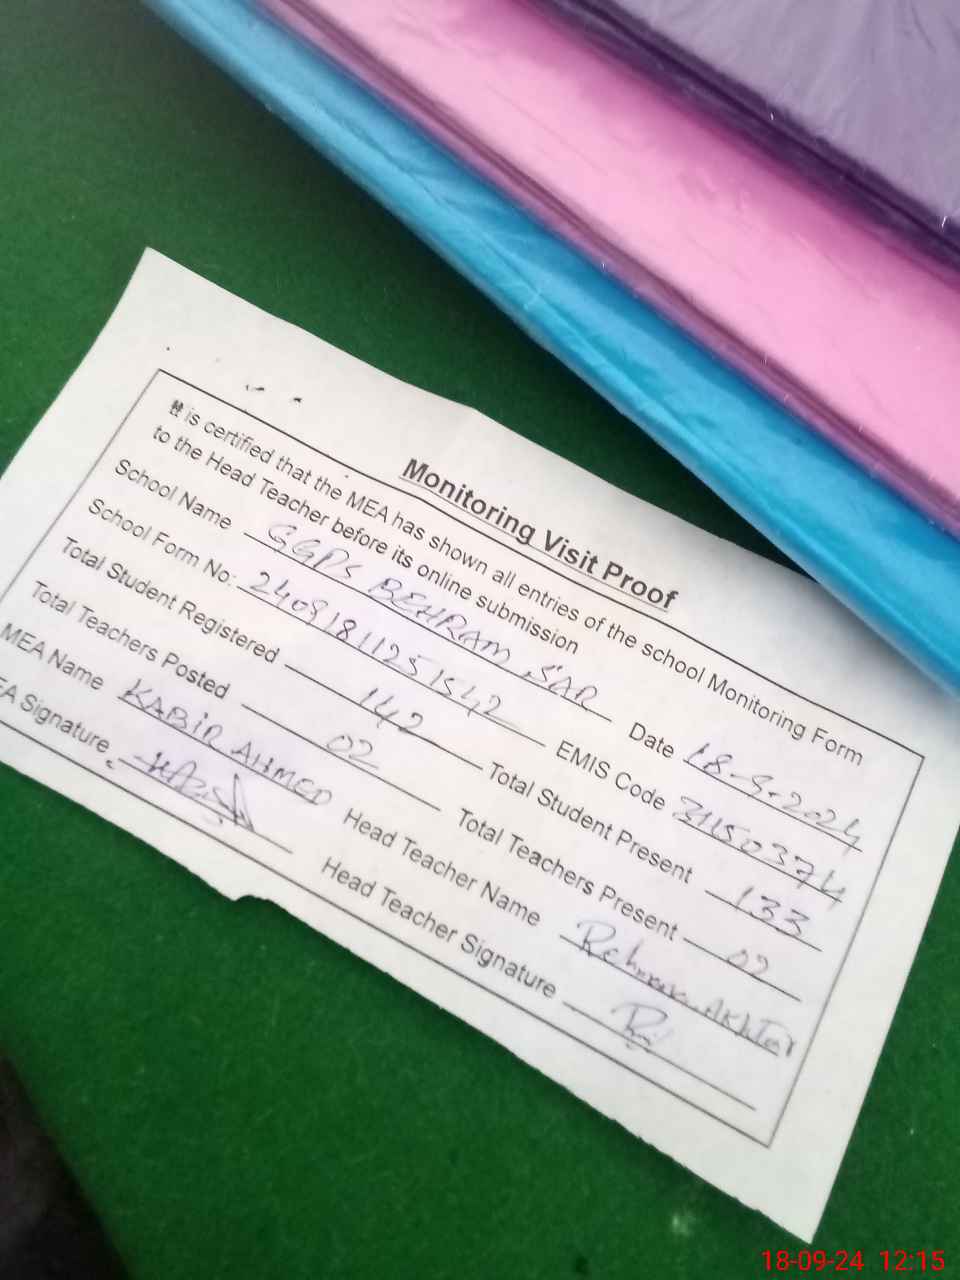 Monitoring Visit Proof
It is certified that the MEA has shown all entries of the school Monitoring Form
to the Head Teacher before its online submission
School Name GGPS BEHRAM SAR Date 18-9-2024
School Form No: 24091811251542 EMIS Code 31150374
Total Student Registered 142 Total Student Present 133
Total Teachers Posted 02 Total Teachers Present 02
MEA Name KABIR AHMED Head Teacher Name Akhtar
EA Signature Head Teacher Signature
18-09-24 12:15